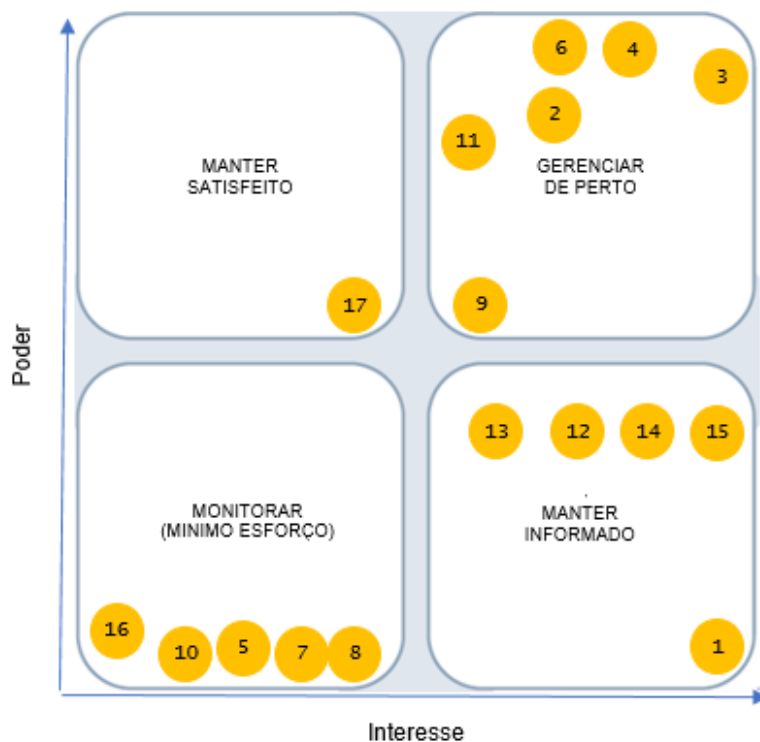 6
4
3
2
11
MANTER
SATISFEITO
GERENCIAR
DE PERTO
17
9
Poder
13
12
14
15
MONITORAR
(MINIMO ESFORÇO)
MANTER
INFORMADO
16
10
5
7
8
1
Interesse